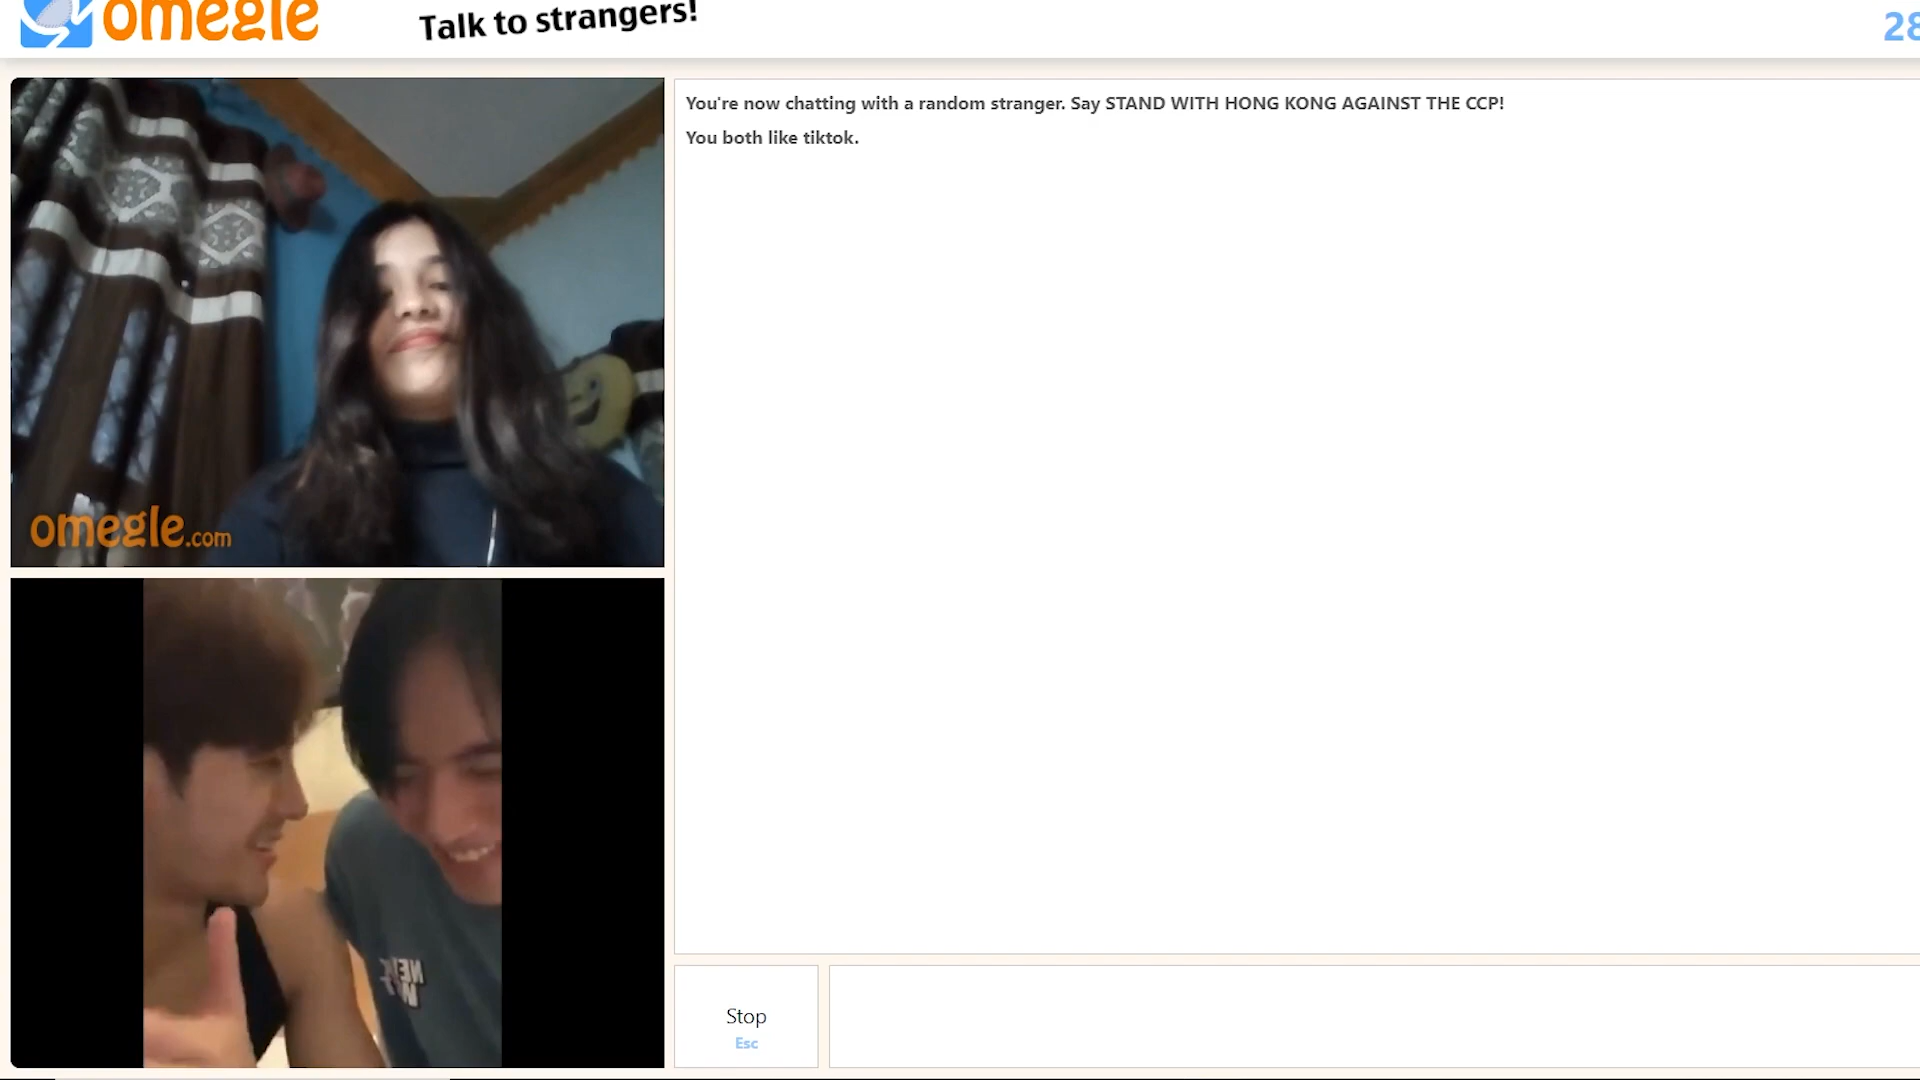 omegle
Talk to strangers!
28
You're now chatting with a random stranger. Say STAND WITH HONG KONG AGAINST THE CCP!
You both like tiktok.
omegle.com
Stop
Esc